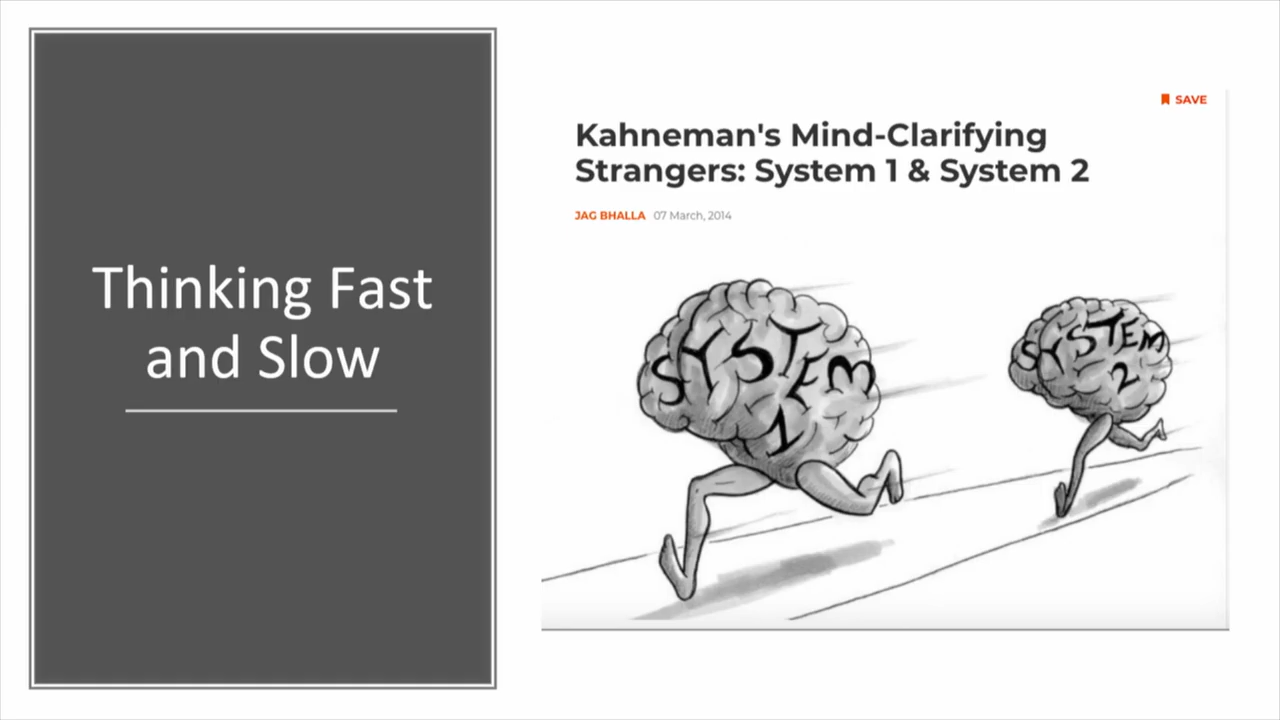 Thinking Fast
and Slow
SAVE
Kahneman's Mind-Clarifying
Strangers: System 1 & System 2
JAG BHALLA 07 March, 2014
SYSTEM
1
SYSTEM
2